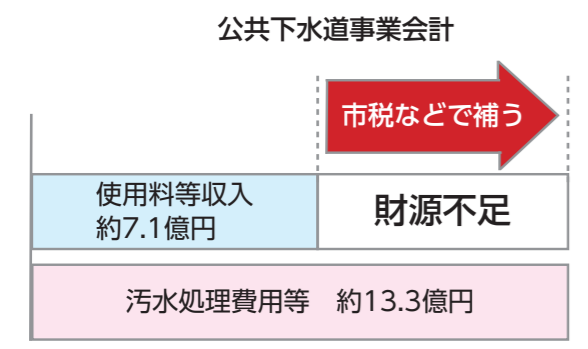 公共下水道事業会計
市税などで補う
使用料等収入
約7.1億円
財源不足
汚水処理費用等　約13.3億円